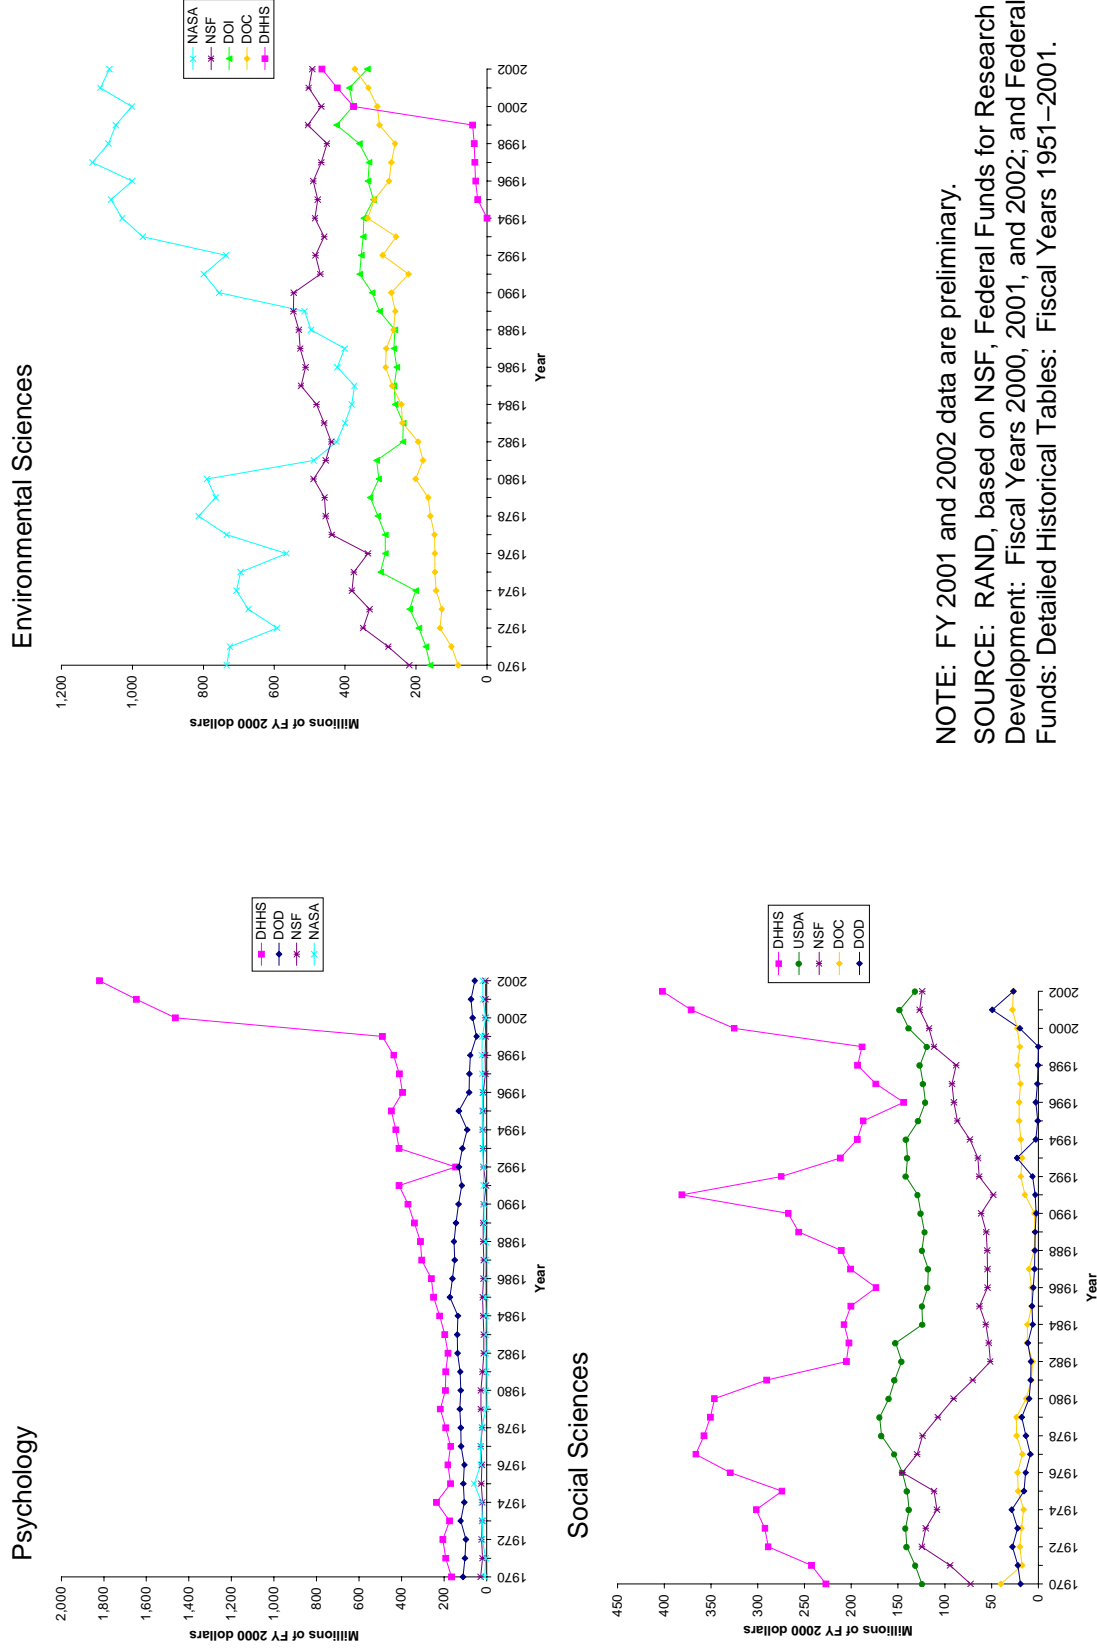 Psychology
2,000
1,800
1,600
1,400
1,200
1,000
800
600
400
200
0
Millions of FY 2000 dollars
1970
1972
1974
1976
1978
1980
1982
1984
1986
1988
1990
1992
1994
1996
1998
2000
2002
Year
DHHS
DOD
NSF
NASA
Environmental Sciences
1,200
1,000
800
600
400
200
0
Millions of FY 2000 dollars
1970
1972
1974
1976
1978
1980
1982
1984
1986
1988
1990
1992
1994
1996
1998
2000
2002
Year
NASA
NSF
DOI
DOC
DHHS
Social Sciences
450
400
350
300
250
200
150
100
50
0
Millions of FY 2000 dollars
1970
1972
1974
1976
1978
1980
1982
1984
1986
1988
1990
1992
1994
1996
1998
2000
2002
Year
DHHS
USDA
NSF
DOC
DOD
NOTE: FY 2001 and 2002 data are preliminary.
SOURCE: RAND, based on NSF, Federal Funds for Research
Development: Fiscal Years 2000, 2001, and 2002; and Federal
Funds: Detailed Historical Tables: Fiscal Years 1951–2001.